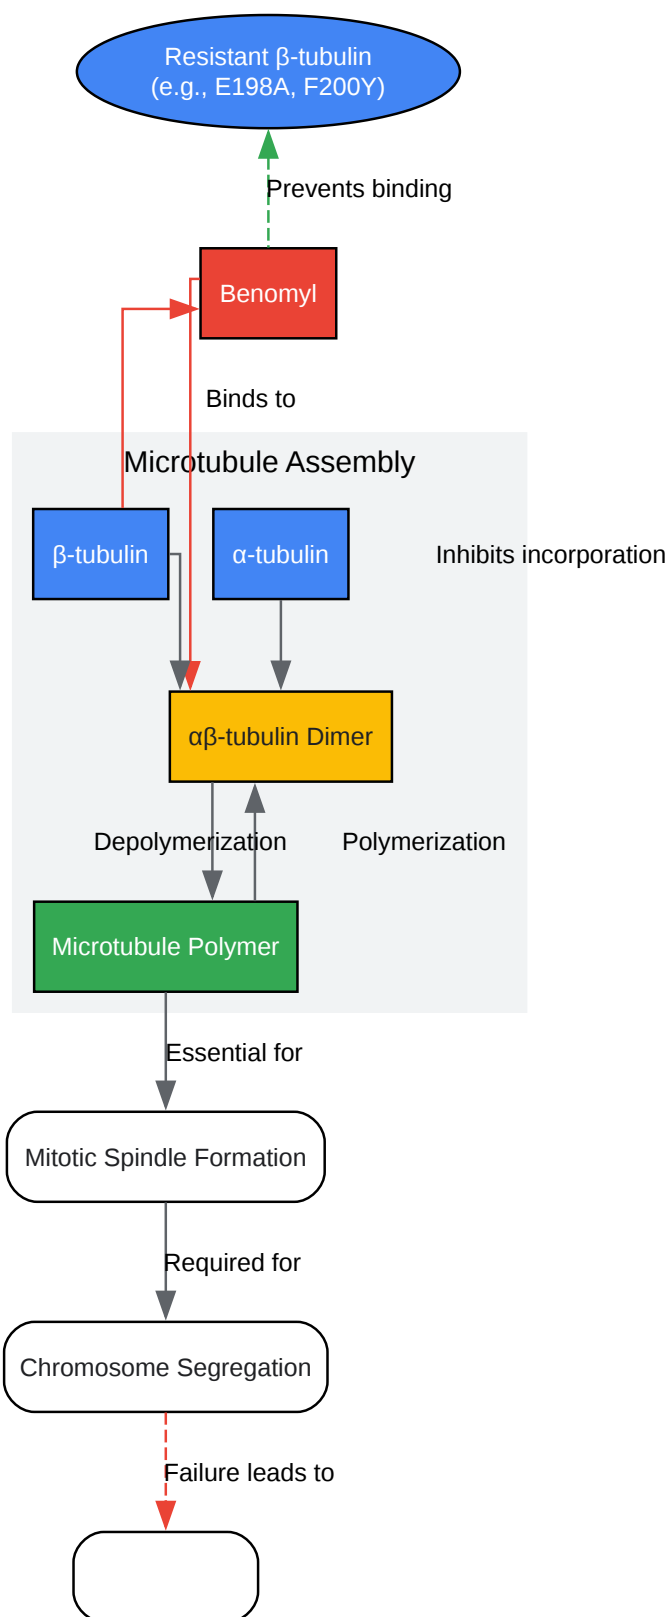 Resistant β-tubulin
(e.g., E198A, F200Y)
Prevents binding
Benomyl
Binds to
Microtubule Assembly
β-tubulin
α-tubulin
Inhibits incorporation
αβ-tubulin Dimer
Depolymerization
Polymerization
Microtubule Polymer
Essential for
Mitotic Spindle Formation
Required for
Chromosome Segregation
Failure leads to